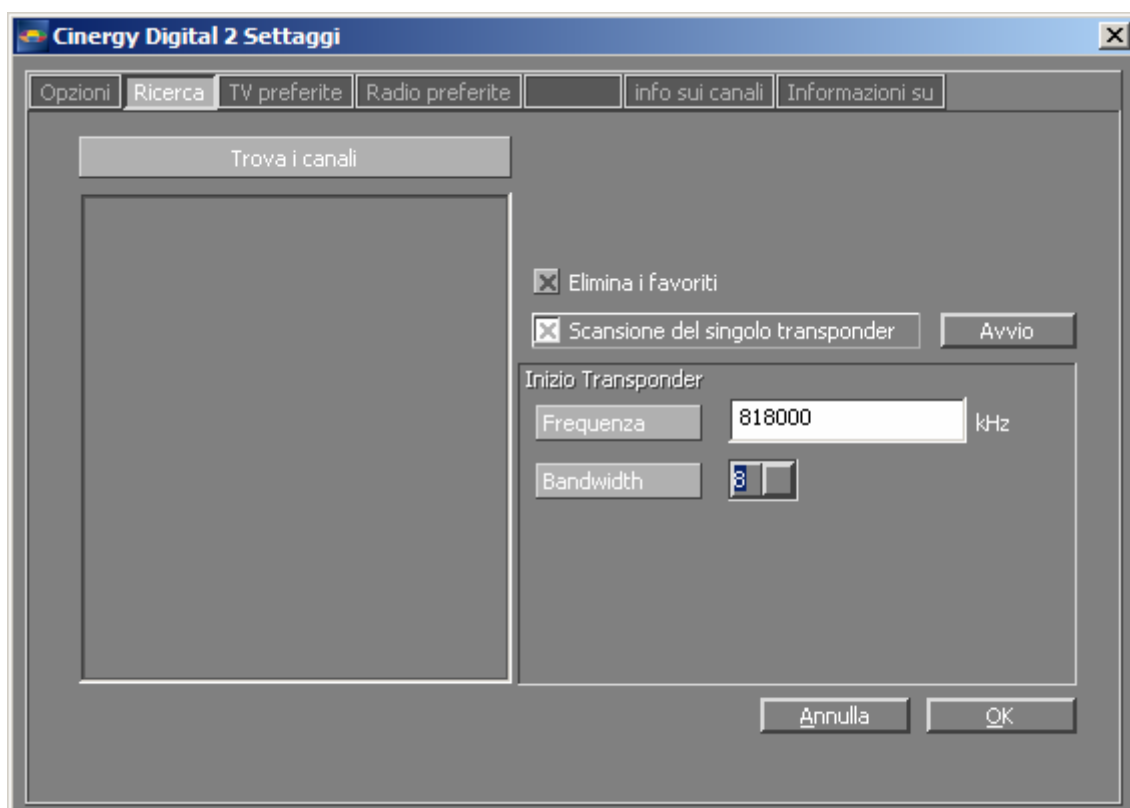 Cinergy Digital 2 Settaggi
Opzioni Ricerca TV preferite Radio preferite info sui canali Informazioni su
Trova i canali
Elimina i favoriti
Scansione del singolo transponder Avvio
Inizio Transponder
Frequenza 818000 kHz
Bandwidth 8
Annulla OK